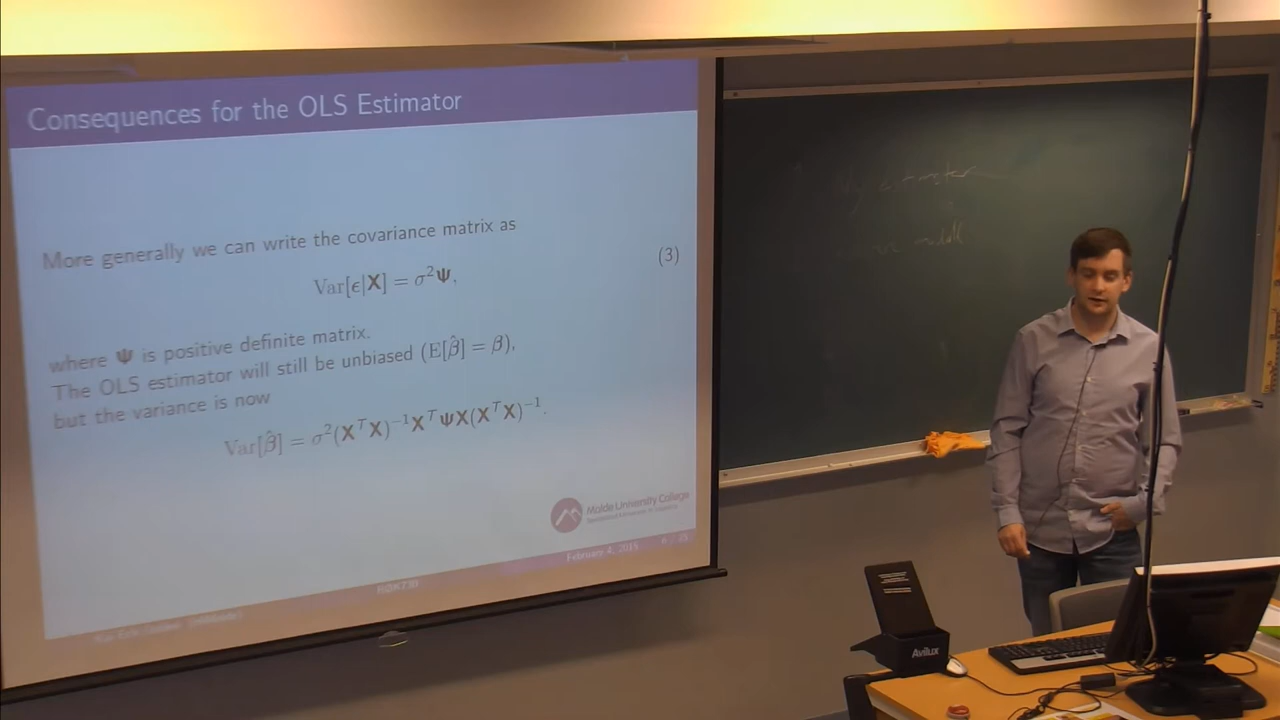 Consequences for the OLS Estimator
More generally we can write the covariance matrix as
Var[ϵ|X] = σ²Ψ,
(3)
where Ψ is positive definite matrix.
The OLS estimator will still be unbiased (E[β̂] = β),
but the variance is now
Var[β̂] = σ²(XᵀX)⁻¹XᵀΨX(XᵀX)⁻¹.
Molde University College
February 4, 2015
estimator
Avilux